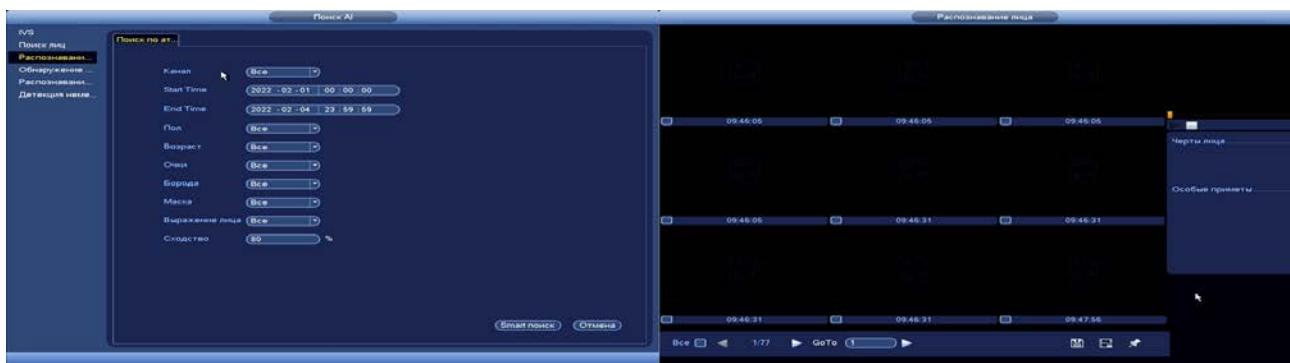 Поиск AI
IVS
Поиск лиц
Распознавани...
Обнаружение ...
Распознавани...
Детекция наме...
Поиск по ат...
Канал Все
Start Time 2022 - 02 - 01 00 : 00 : 00
End Time 2022 - 02 - 04 23 : 59 : 59
Пол Все
Возраст Все
Очки Все
Борода Все
Маска Все
Выражение лица Все
Сходство 80 %
Smart поиск Отмена
Распознавание лица
09:46:05 09:46:05 09:46:05
09:46:05 09:46:31 09:46:31
09:46:31 09:46:31 09:47:56
Черты лица
Особые приметы
Все 1/77 GoTo 1